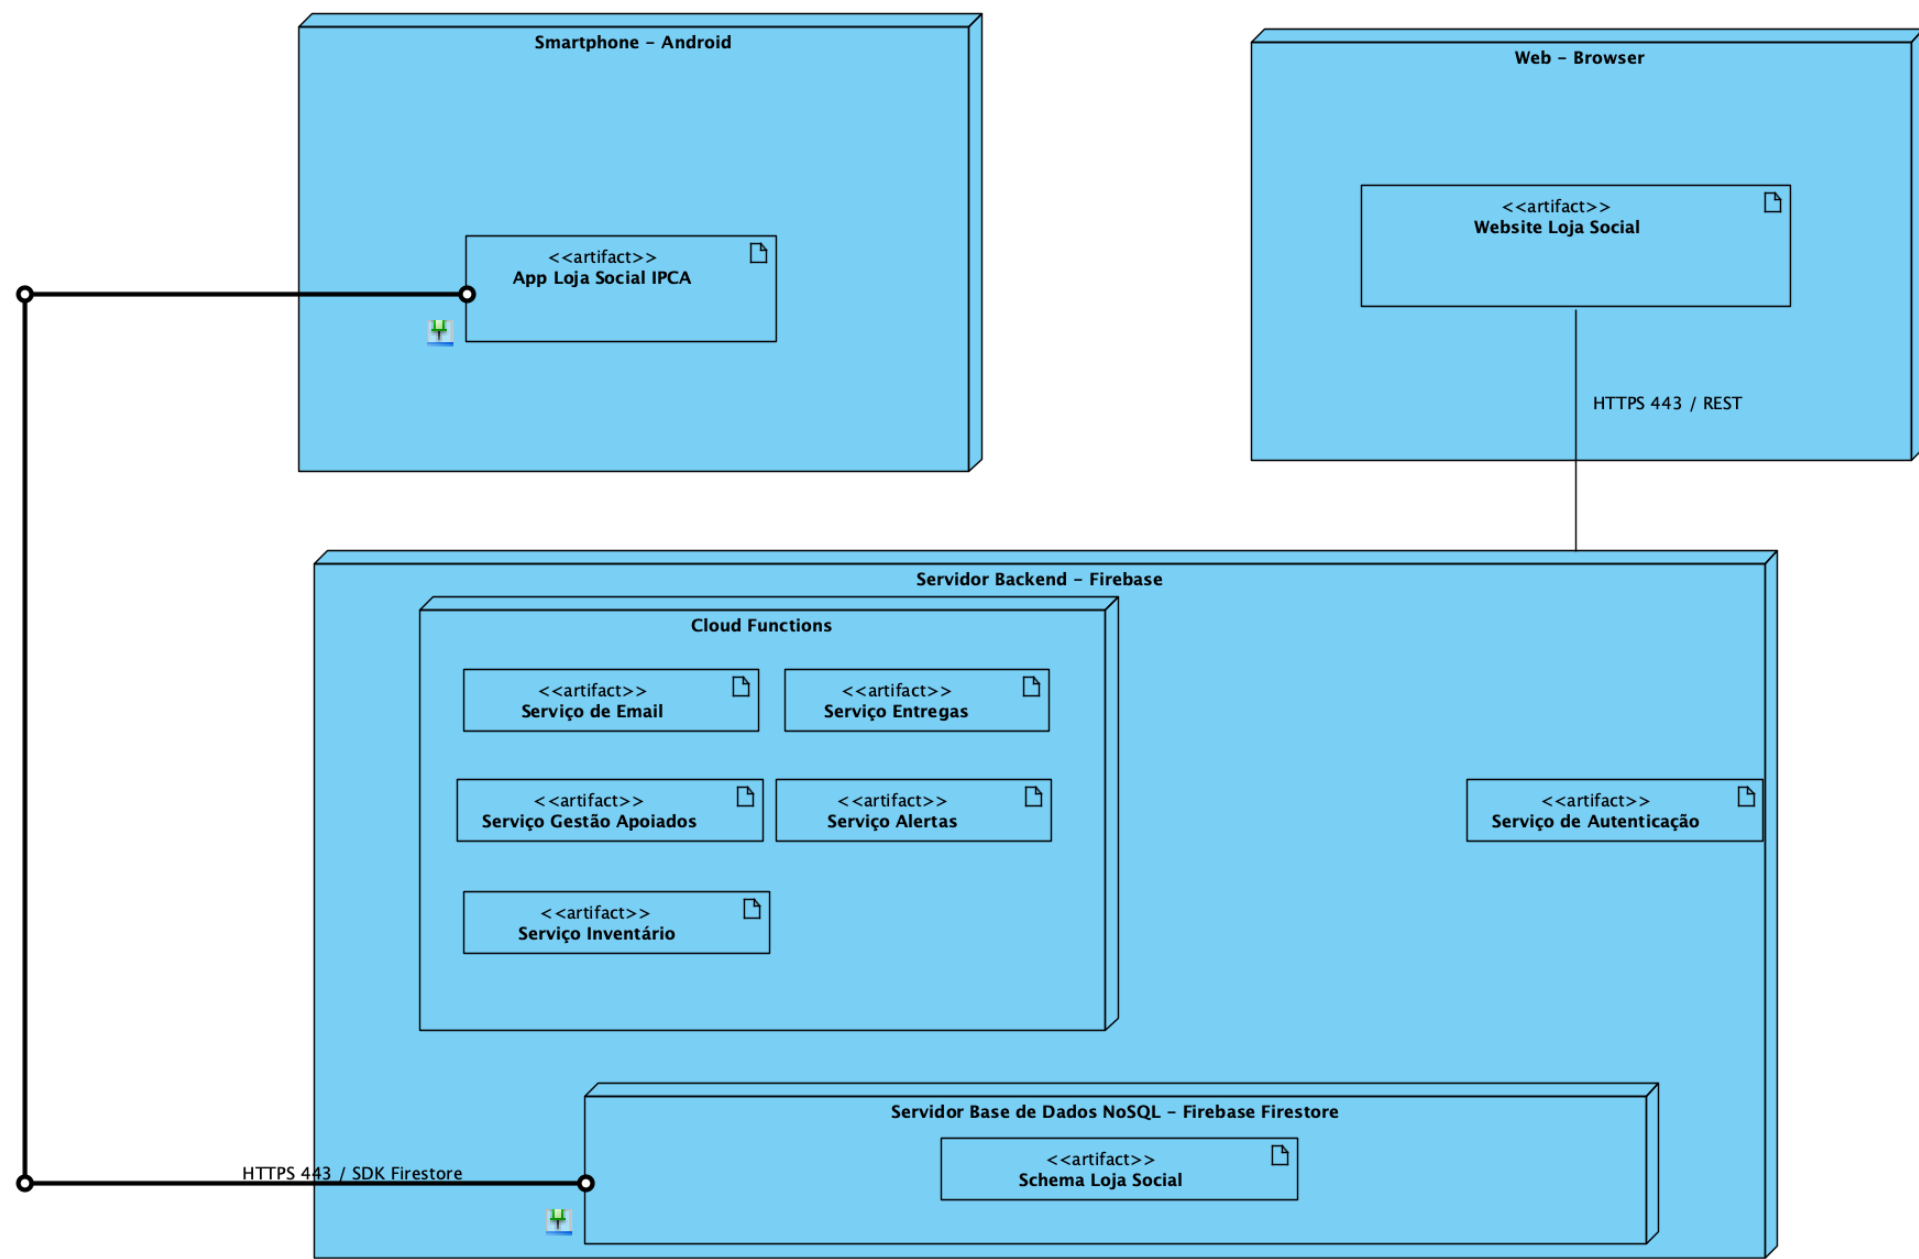 Smartphone – Android
<<artifact>>
App Loja Social IPCA
Web – Browser
<<artifact>>
Website Loja Social
HTTPS 443 / REST
Servidor Backend – Firebase
Cloud Functions
<<artifact>>
Serviço de Email
<<artifact>>
Serviço Entregas
<<artifact>>
Serviço Gestão Apoiados
<<artifact>>
Serviço Alertas
<<artifact>>
Serviço Inventário
<<artifact>>
Serviço de Autenticação
Servidor Base de Dados NoSQL – Firebase Firestore
<<artifact>>
Schema Loja Social
HTTPS 443 / SDK Firestore